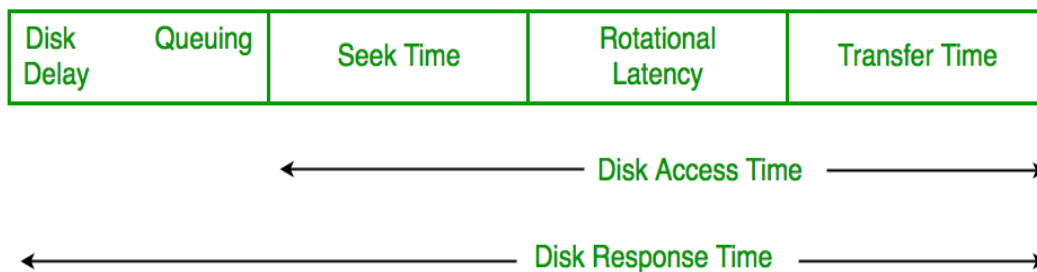 Disk Queuing
Delay
Seek Time
Rotational
Latency
Transfer Time
Disk Access Time
Disk Response Time